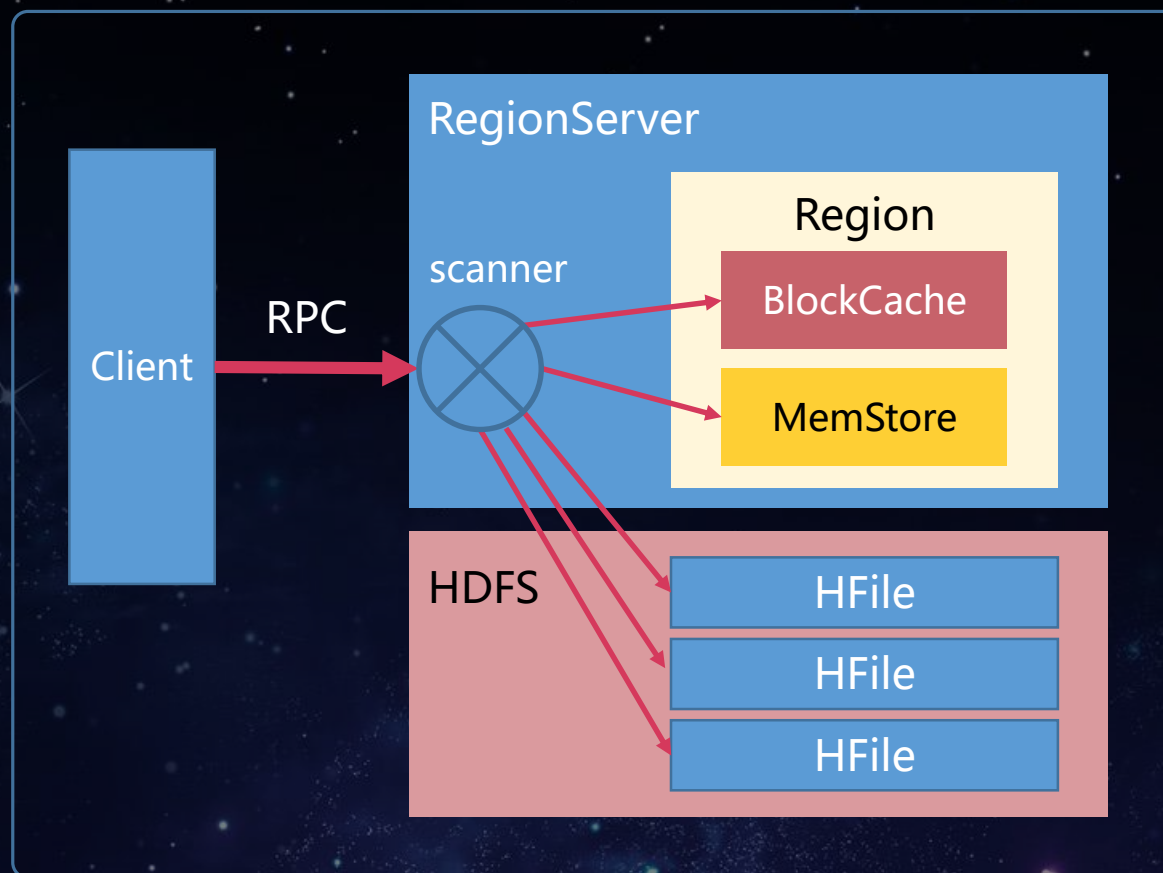 RegionServer
Region
scanner
BlockCache
RPC
Client
MemStore
HDFS
HFile
HFile
HFile